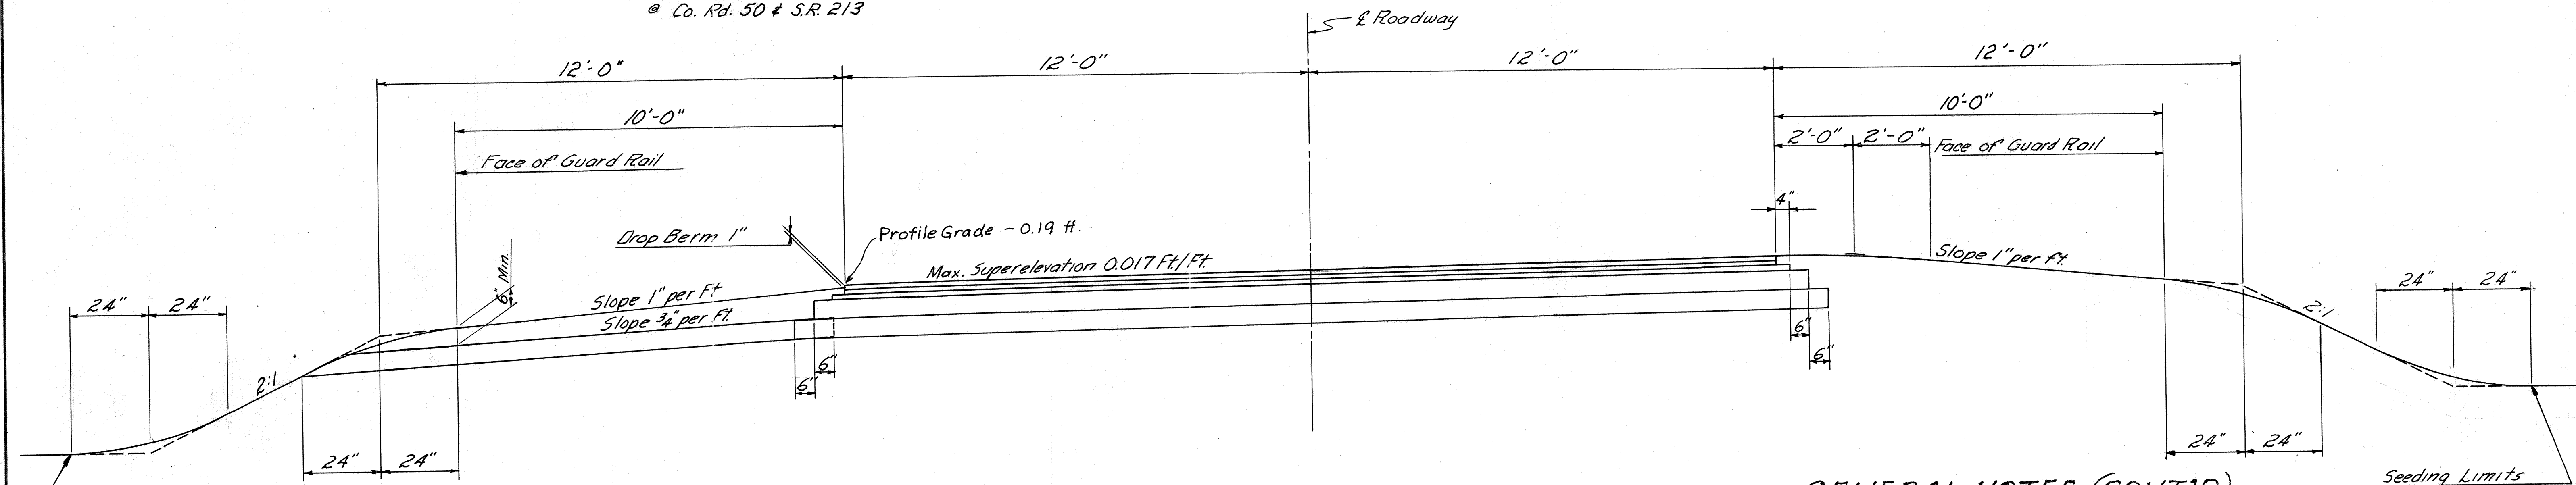 @ Co. Rd. 50 & S.R. 213
℄ Roadway
12'-0"
12'-0"
12'-0"
12'-0"
10'-0"
10'-0"
2'-0"
2'-0"
Face of Guard Rail
Face of Guard Rail
4"
Drop Berm 1"
Profile Grade - 0.19 ft.
6" Min.
Max. Superelevation 0.017 Ft./Ft.
Slope 1" per ft.
Slope 1" per Ft
Slope 3/4" per Ft.
24"
24"
24"
24"
2:1
2:1
6"
6"
6"
6"
24"
24"
24"
24"
GENERAL NOTES (CONT'D)
Seeding Limits